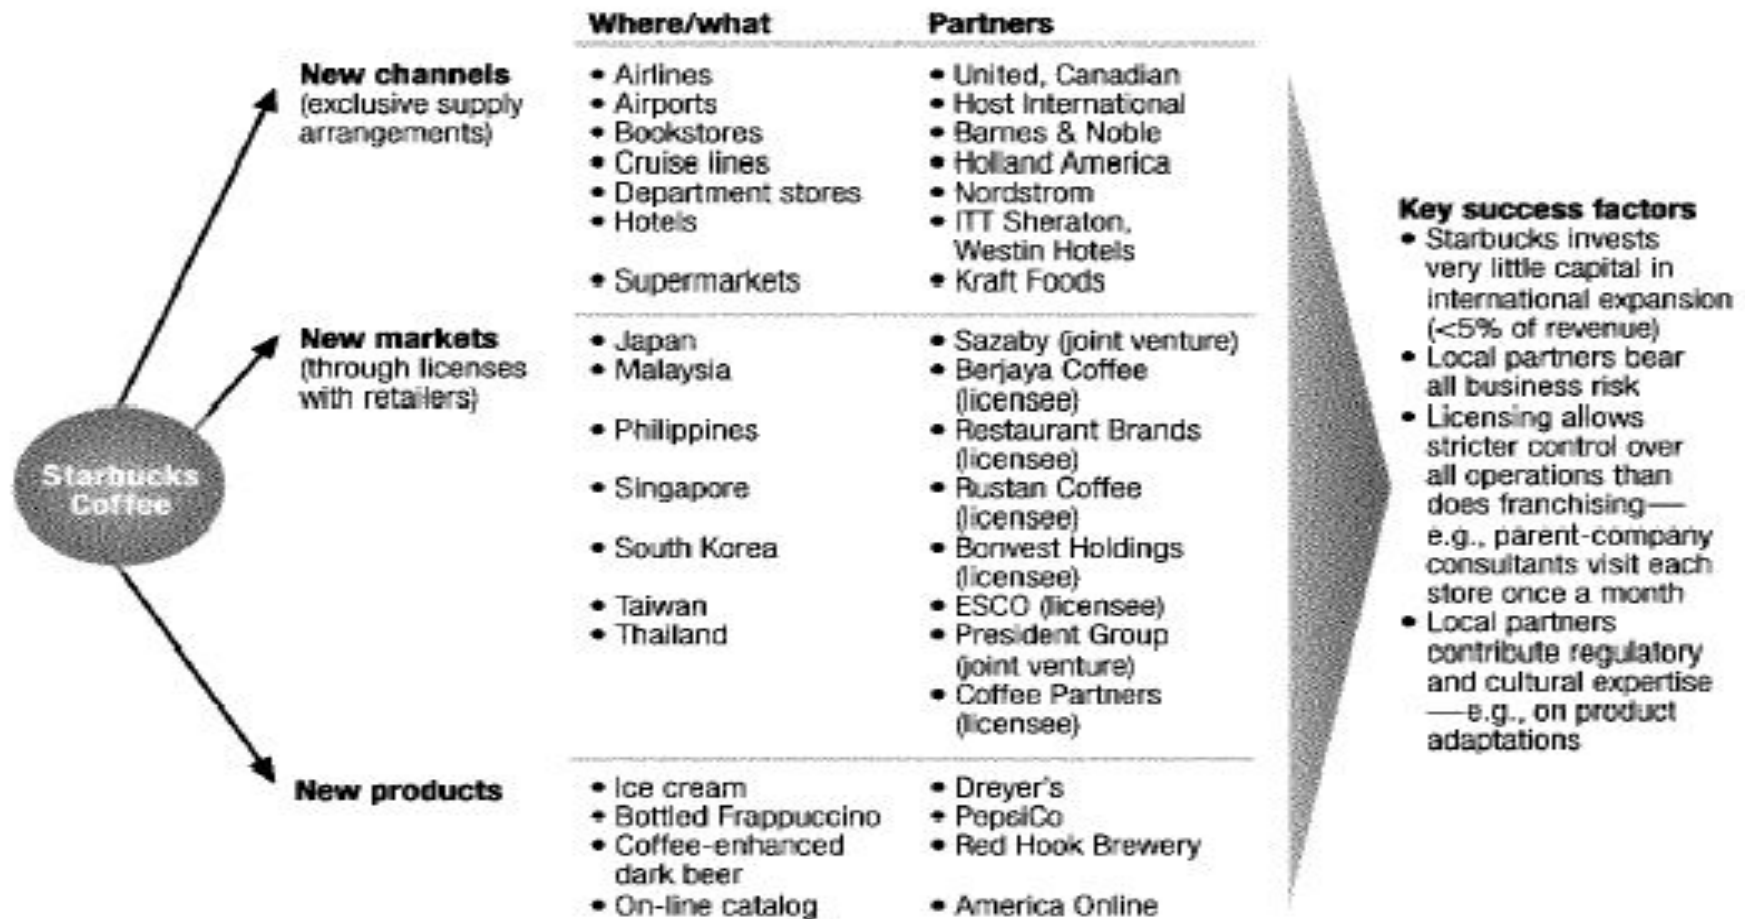 Where/what
Partners
New channels
(exclusive supply
arrangements)
• Airlines
• Airports
• Bookstores
• Cruise lines
• Department stores
• Hotels
• Supermarkets
• United, Canadian
• Host International
• Barnes & Noble
• Holland America
• Nordstrom
• ITT Sheraton,
Westin Hotels
• Kraft Foods
New markets
(through licenses
with retailers)
• Japan
• Malaysia
• Philippines
• Singapore
• South Korea
• Taiwan
• Thailand
• Sazaby (joint venture)
• Berjaya Coffee
(licensee)
• Restaurant Brands
(licensee)
• Rustan Coffee
(licensee)
• Bonvest Holdings
(licensee)
• ESCO (licensee)
• President Group
(joint venture)
• Coffee Partners
(licensee)
Starbucks
Coffee
New products
• Ice cream
• Bottled Frappuccino
• Coffee-enhanced
dark beer
• On-line catalog
• Dreyer's
• PepsiCo
• Red Hook Brewery
• America Online
Key success factors
• Starbucks invests
very little capital in
international expansion
(<5% of revenue)
• Local partners bear
all business risk
• Licensing allows
stricter control over
all operations than
does franchising—
e.g., parent-company
consultants visit each
store once a month
• Local partners
contribute regulatory
and cultural expertise
—e.g., on product
adaptations